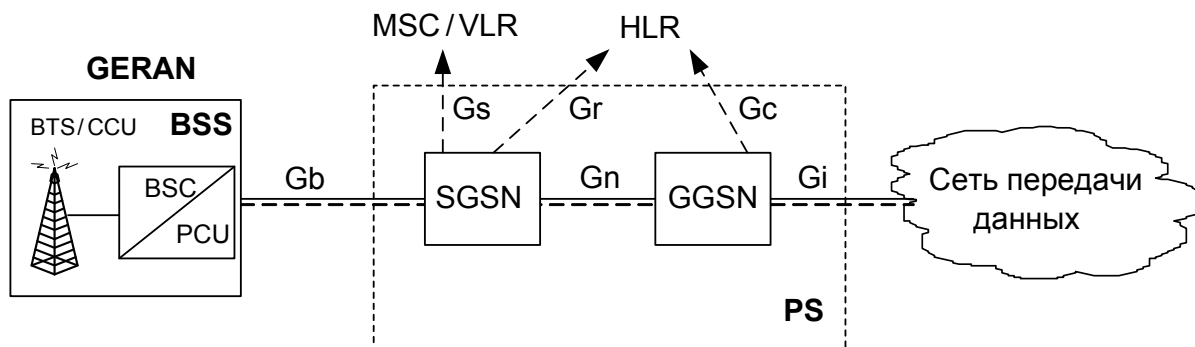 MSC / VLR
HLR
GERAN
Gs
Gr
Gc
BTS / CCU
BSS
BSC
PCU
Gb
SGSN
Gn
GGSN
Gi
Сеть передачи
данных
PS